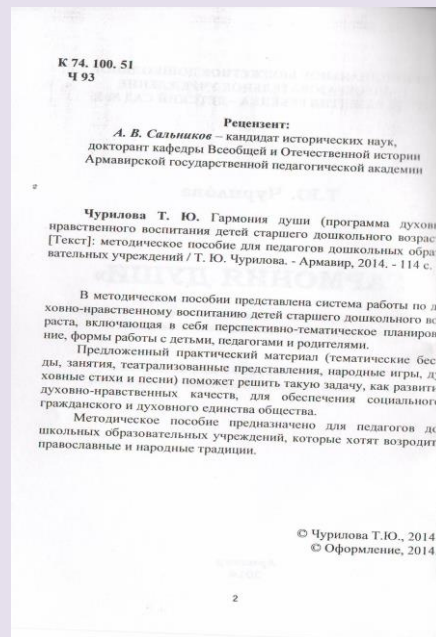 К 74. 100. 51
Ч 93
Рецензент:
А. В. Сальников – кандидат исторических наук,
докторант кафедры Всеобщей и Отечественной истории
Армавирской государственной педагогической академии
Чурилова Т. Ю. Гармония души (программа духовн
нравственного воспитания детей старшего дошкольного возрас
[Текст]: методическое пособие для педагогов дошкольных обра
вательных учреждений / Т. Ю. Чурилова. - Армавир, 2014. - 114 с.
В методическом пособии представлена система работы по д
ховно-нравственному воспитанию детей старшего дошкольного во
раста, включающая в себя перспективно-тематическое планиров
ние, формы работы с детьми, педагогами и родителями.
Предложенный практический материал (тематические бес
ды, занятия, театрализованные представления, народные игры, д
ховные стихи и песни) поможет решить такую задачу, как развити
духовно-нравственных качеств, для обеспечения социального
гражданского и духовного единства общества.
Методическое пособие предназначено для педагогов до
школьных образовательных учреждений, которые хотят возродит
православные и народные традиции.
© Чурилова Т.Ю., 2014
© Оформление, 2014
2